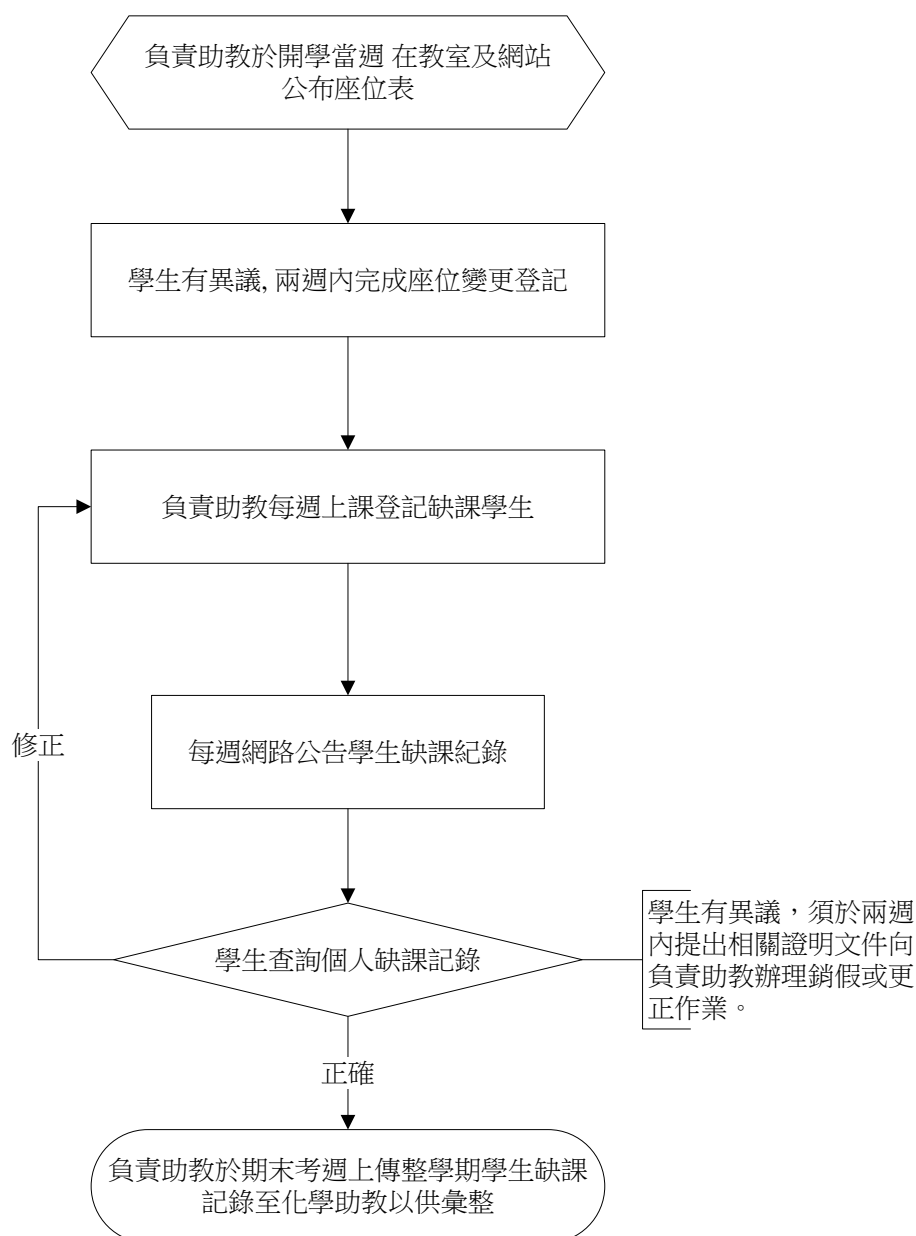 負責助教於開學當週 在教室及網站
公布座位表
學生有異議, 兩週內完成座位變更登記
負責助教每週上課登記缺課學生
每週網路公告學生缺課紀錄
修正
學生查詢個人缺課記錄
學生有異議，須於兩週
內提出相關證明文件向
負責助教辦理銷假或更
正作業。
正確
負責助教於期末考週上傳整學期學生缺課
記錄至化學助教以供彙整